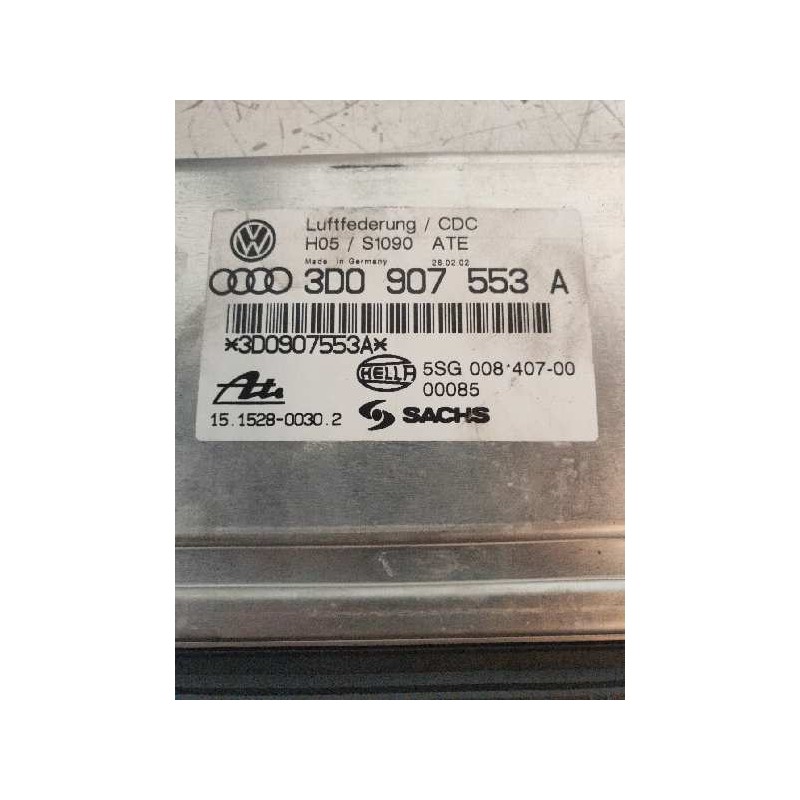 Luftfederung / CDC
H05 / S1090 ATE
Made in Germany 28.02.02
3D0 907 553 A
*3D0907553A*
HELLA 5SG 008*407-00
00085
Ate
15.1528-0030.2
SACHS